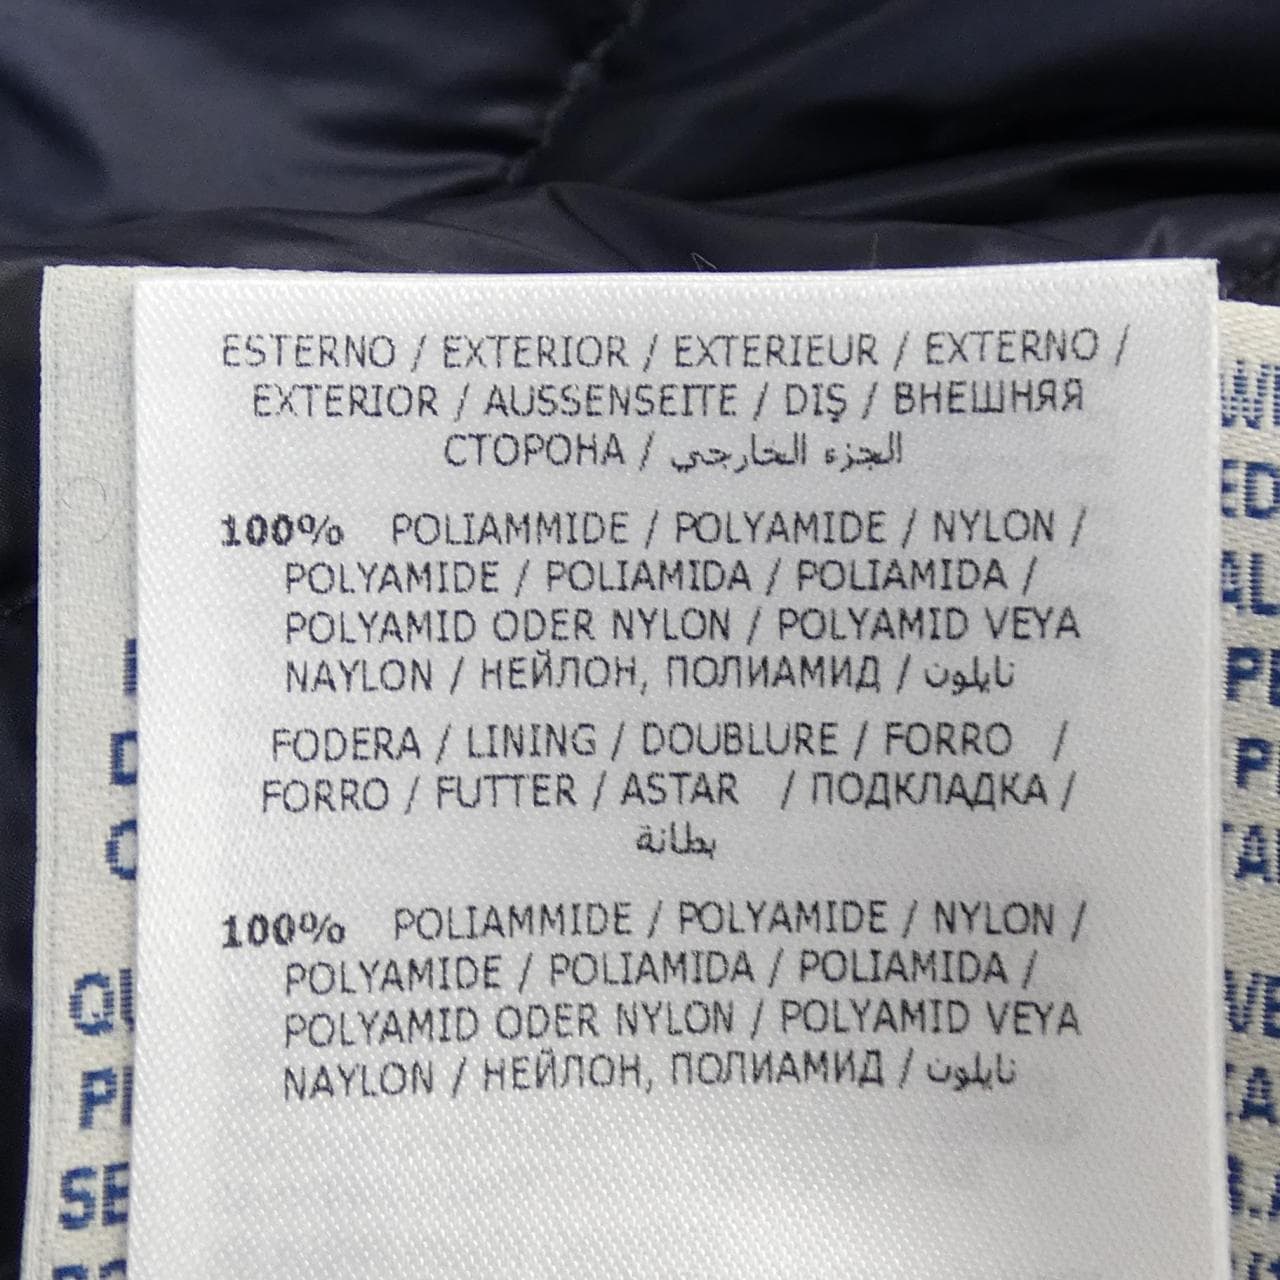 ESTERNO / EXTERIOR / EXTERIEUR / EXTERNO /
EXTERIOR / AUSSENSEITE / DIŞ / ВНЕШНЯЯ
СТОРОНА / الجزء الخارجي
100% POLIAMMIDE / POLYAMIDE / NYLON /
POLYAMIDE / POLIAMIDA / POLIAMIDA /
POLYAMID ODER NYLON / POLYAMID VEYA
NAYLON / НЕЙЛОН, ПОЛИАМИД / نايلون
FODERA / LINING / DOUBLURE / FORRO /
FORRO / FUTTER / ASTAR / ПОДКЛАДКА /
بطانة
100% POLIAMMIDE / POLYAMIDE / NYLON /
POLYAMIDE / POLIAMIDA / POLIAMIDA /
POLYAMID ODER NYLON / POLYAMID VEYA
NAYLON / НЕЙЛОН, ПОЛИАМИД / نايلون